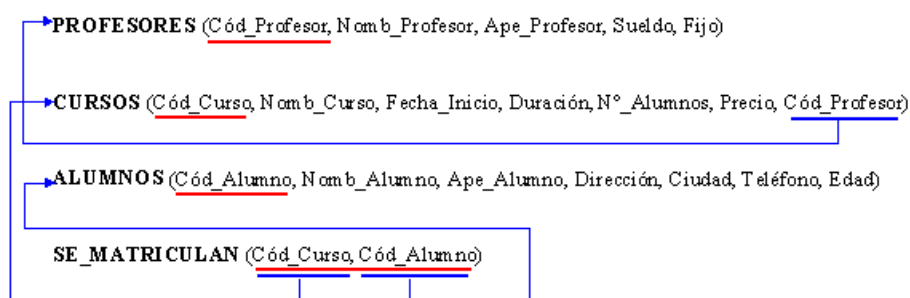 PROFESORES (Cód_Profesor, Nomb_Profesor, Ape_Profesor, Sueldo, Fijo)
CURSOS (Cód_Curso, Nomb_Curso, Fecha_Inicio, Duración, Nº_Alumnos, Precio, Cód_Profesor)
ALUMNOS (Cód_Alumno, Nomb_Alumno, Ape_Alumno, Dirección, Ciudad, Teléfono, Edad)
SE_MATRICULAN (Cód_Curso, Cód_Alumno)